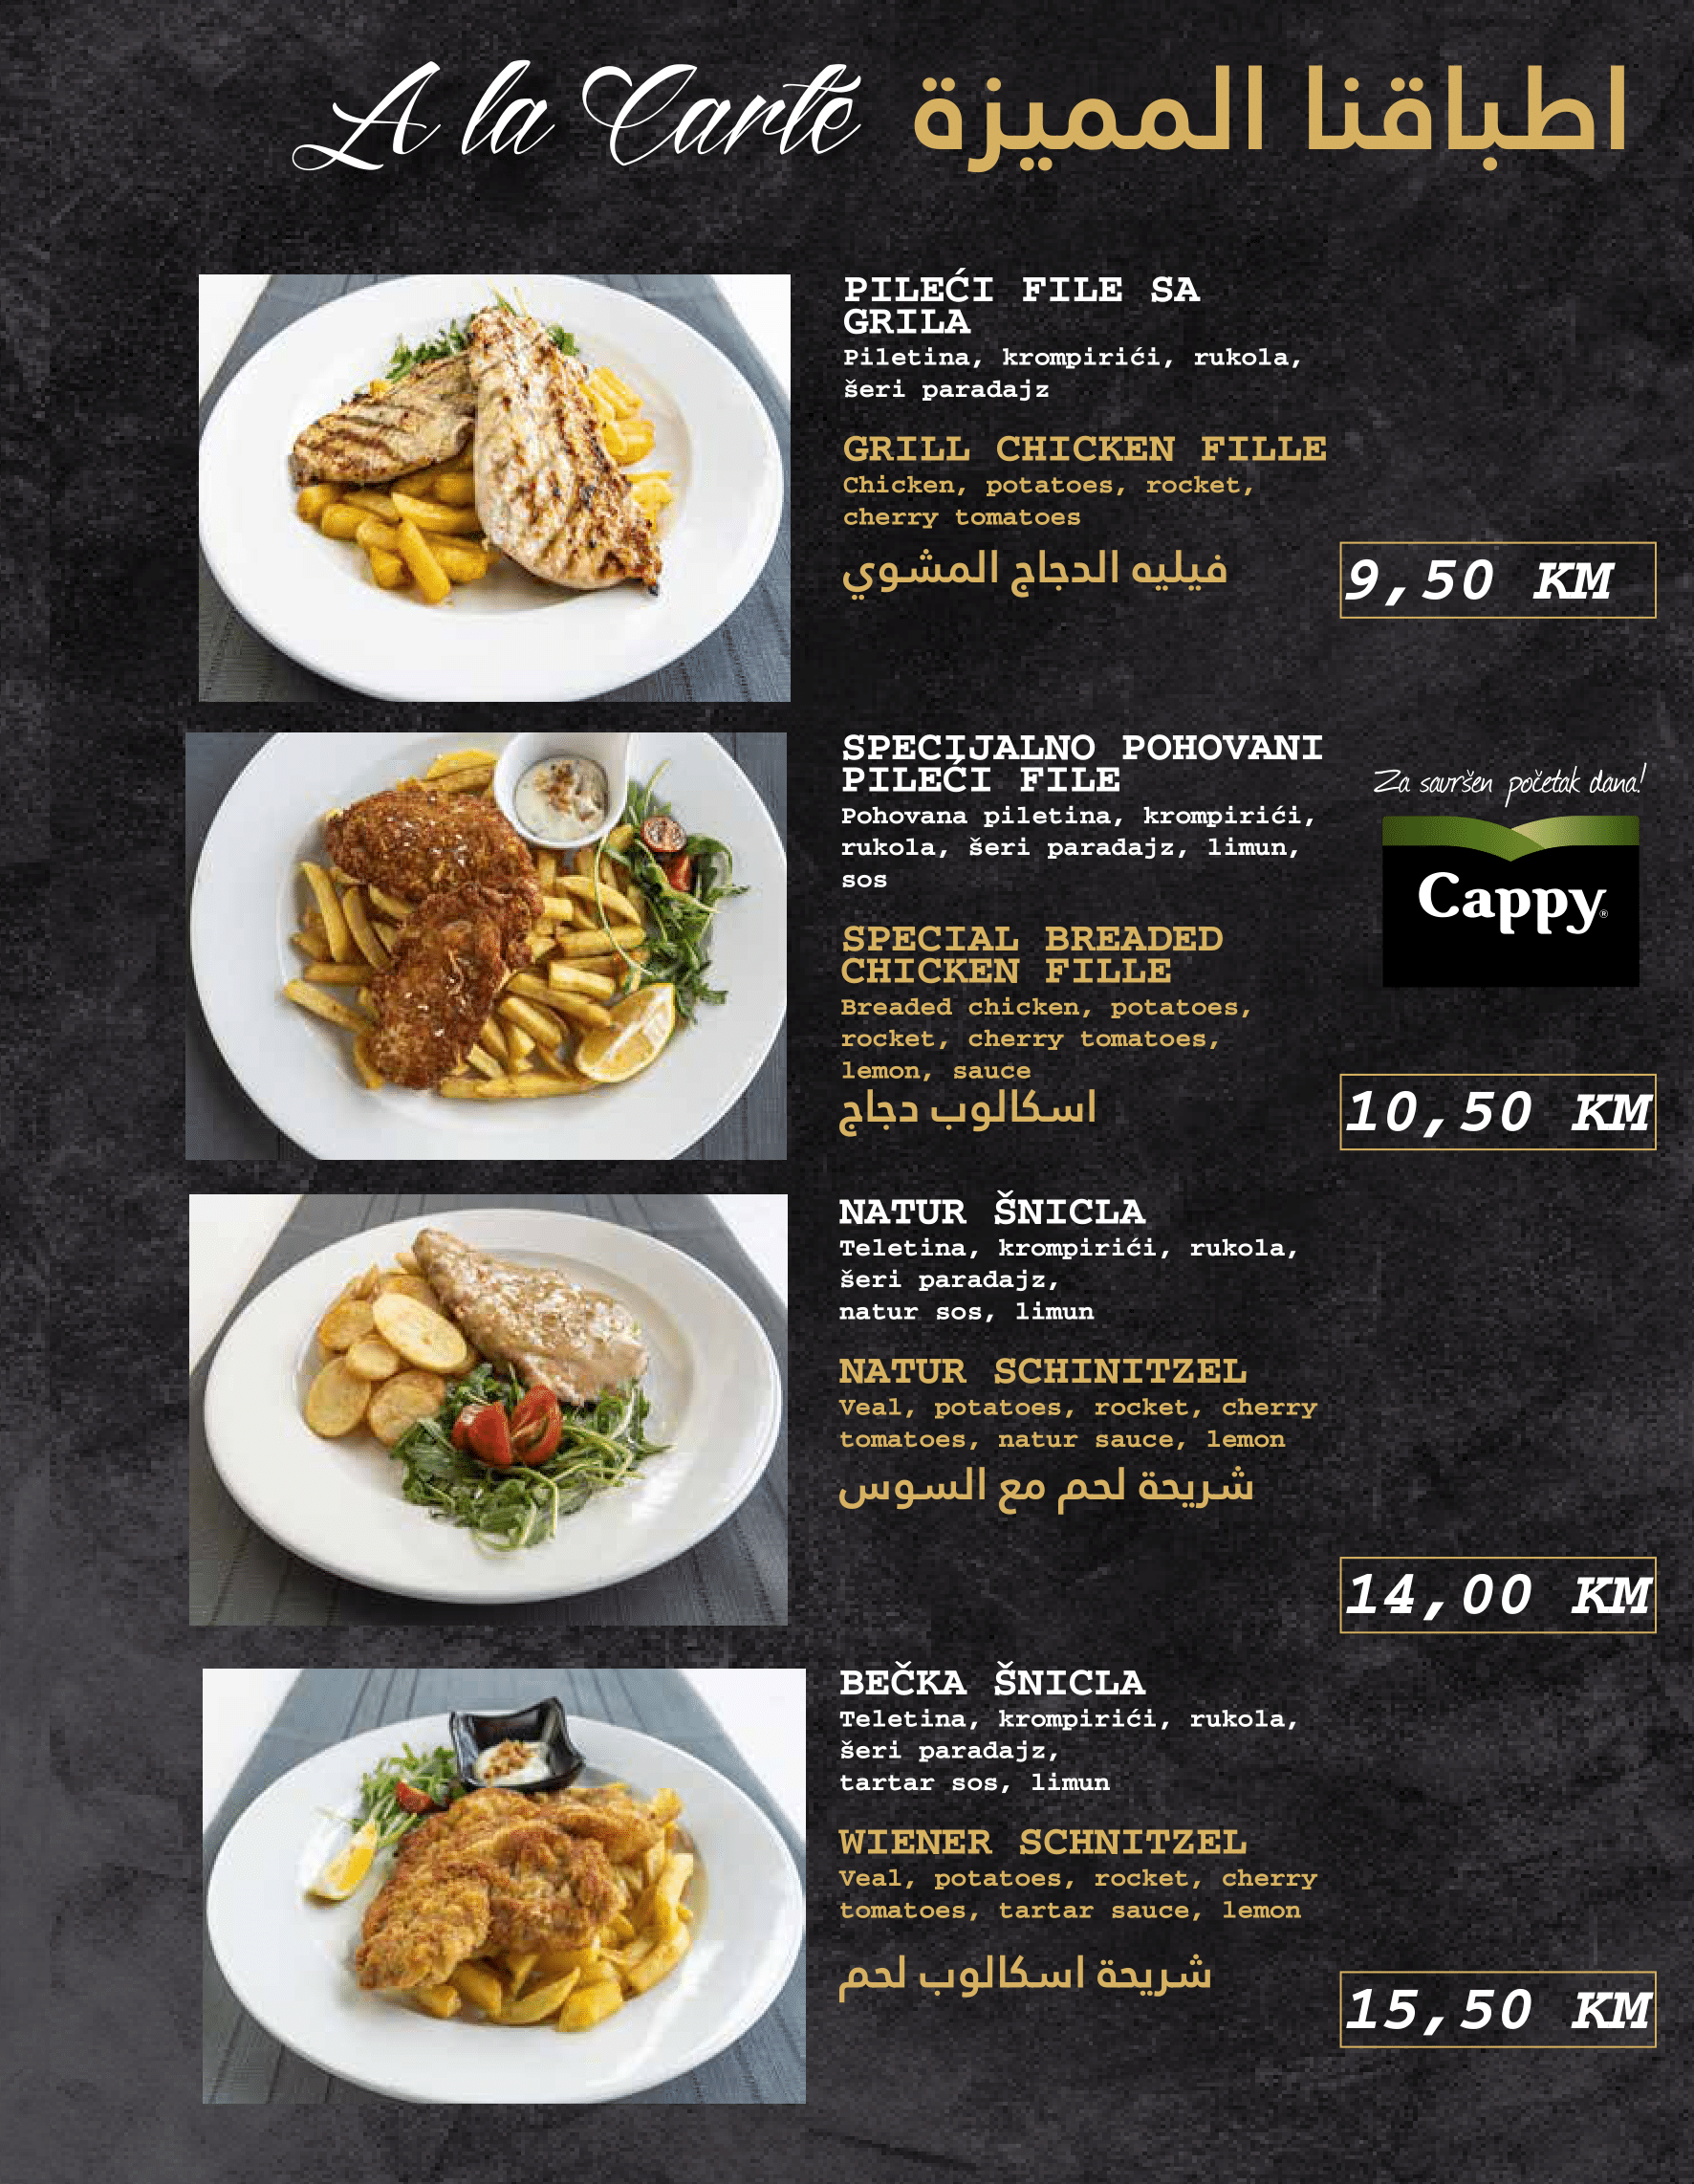 A la Carte اطباقنا المميزة
PILEĆI FILE SA
GRILA
Piletina, krompirići, rukola,
šeri paradajz
GRILL CHICKEN FILLE
Chicken, potatoes, rocket,
cherry tomatoes
فيليه الدجاج المشوي
9,50 KM
SPECIJALNO POHOVANI
PILEĆI FILE
Pohovana piletina, krompirići,
rukola, šeri paradajz, limun,
sos
SPECIAL BREADED
CHICKEN FILLE
Breaded chicken, potatoes,
rocket, cherry tomatoes,
lemon, sauce
اسكالوب دجاج
Za savršen početak dana!
Cappy®
10,50 KM
NATUR ŠNICLA
Teletina, krompirići, rukola,
šeri paradajz,
natur sos, limun
NATUR SCHINITZEL
Veal, potatoes, rocket, cherry
tomatoes, natur sauce, lemon
شريحة لحم مع السوس
14,00 KM
BEČKA ŠNICLA
Teletina, krompirići, rukola,
šeri paradajz,
tartar sos, limun
WIENER SCHNITZEL
Veal, potatoes, rocket, cherry
tomatoes, tartar sauce, lemon
شريحة اسكالوب لحم
15,50 KM